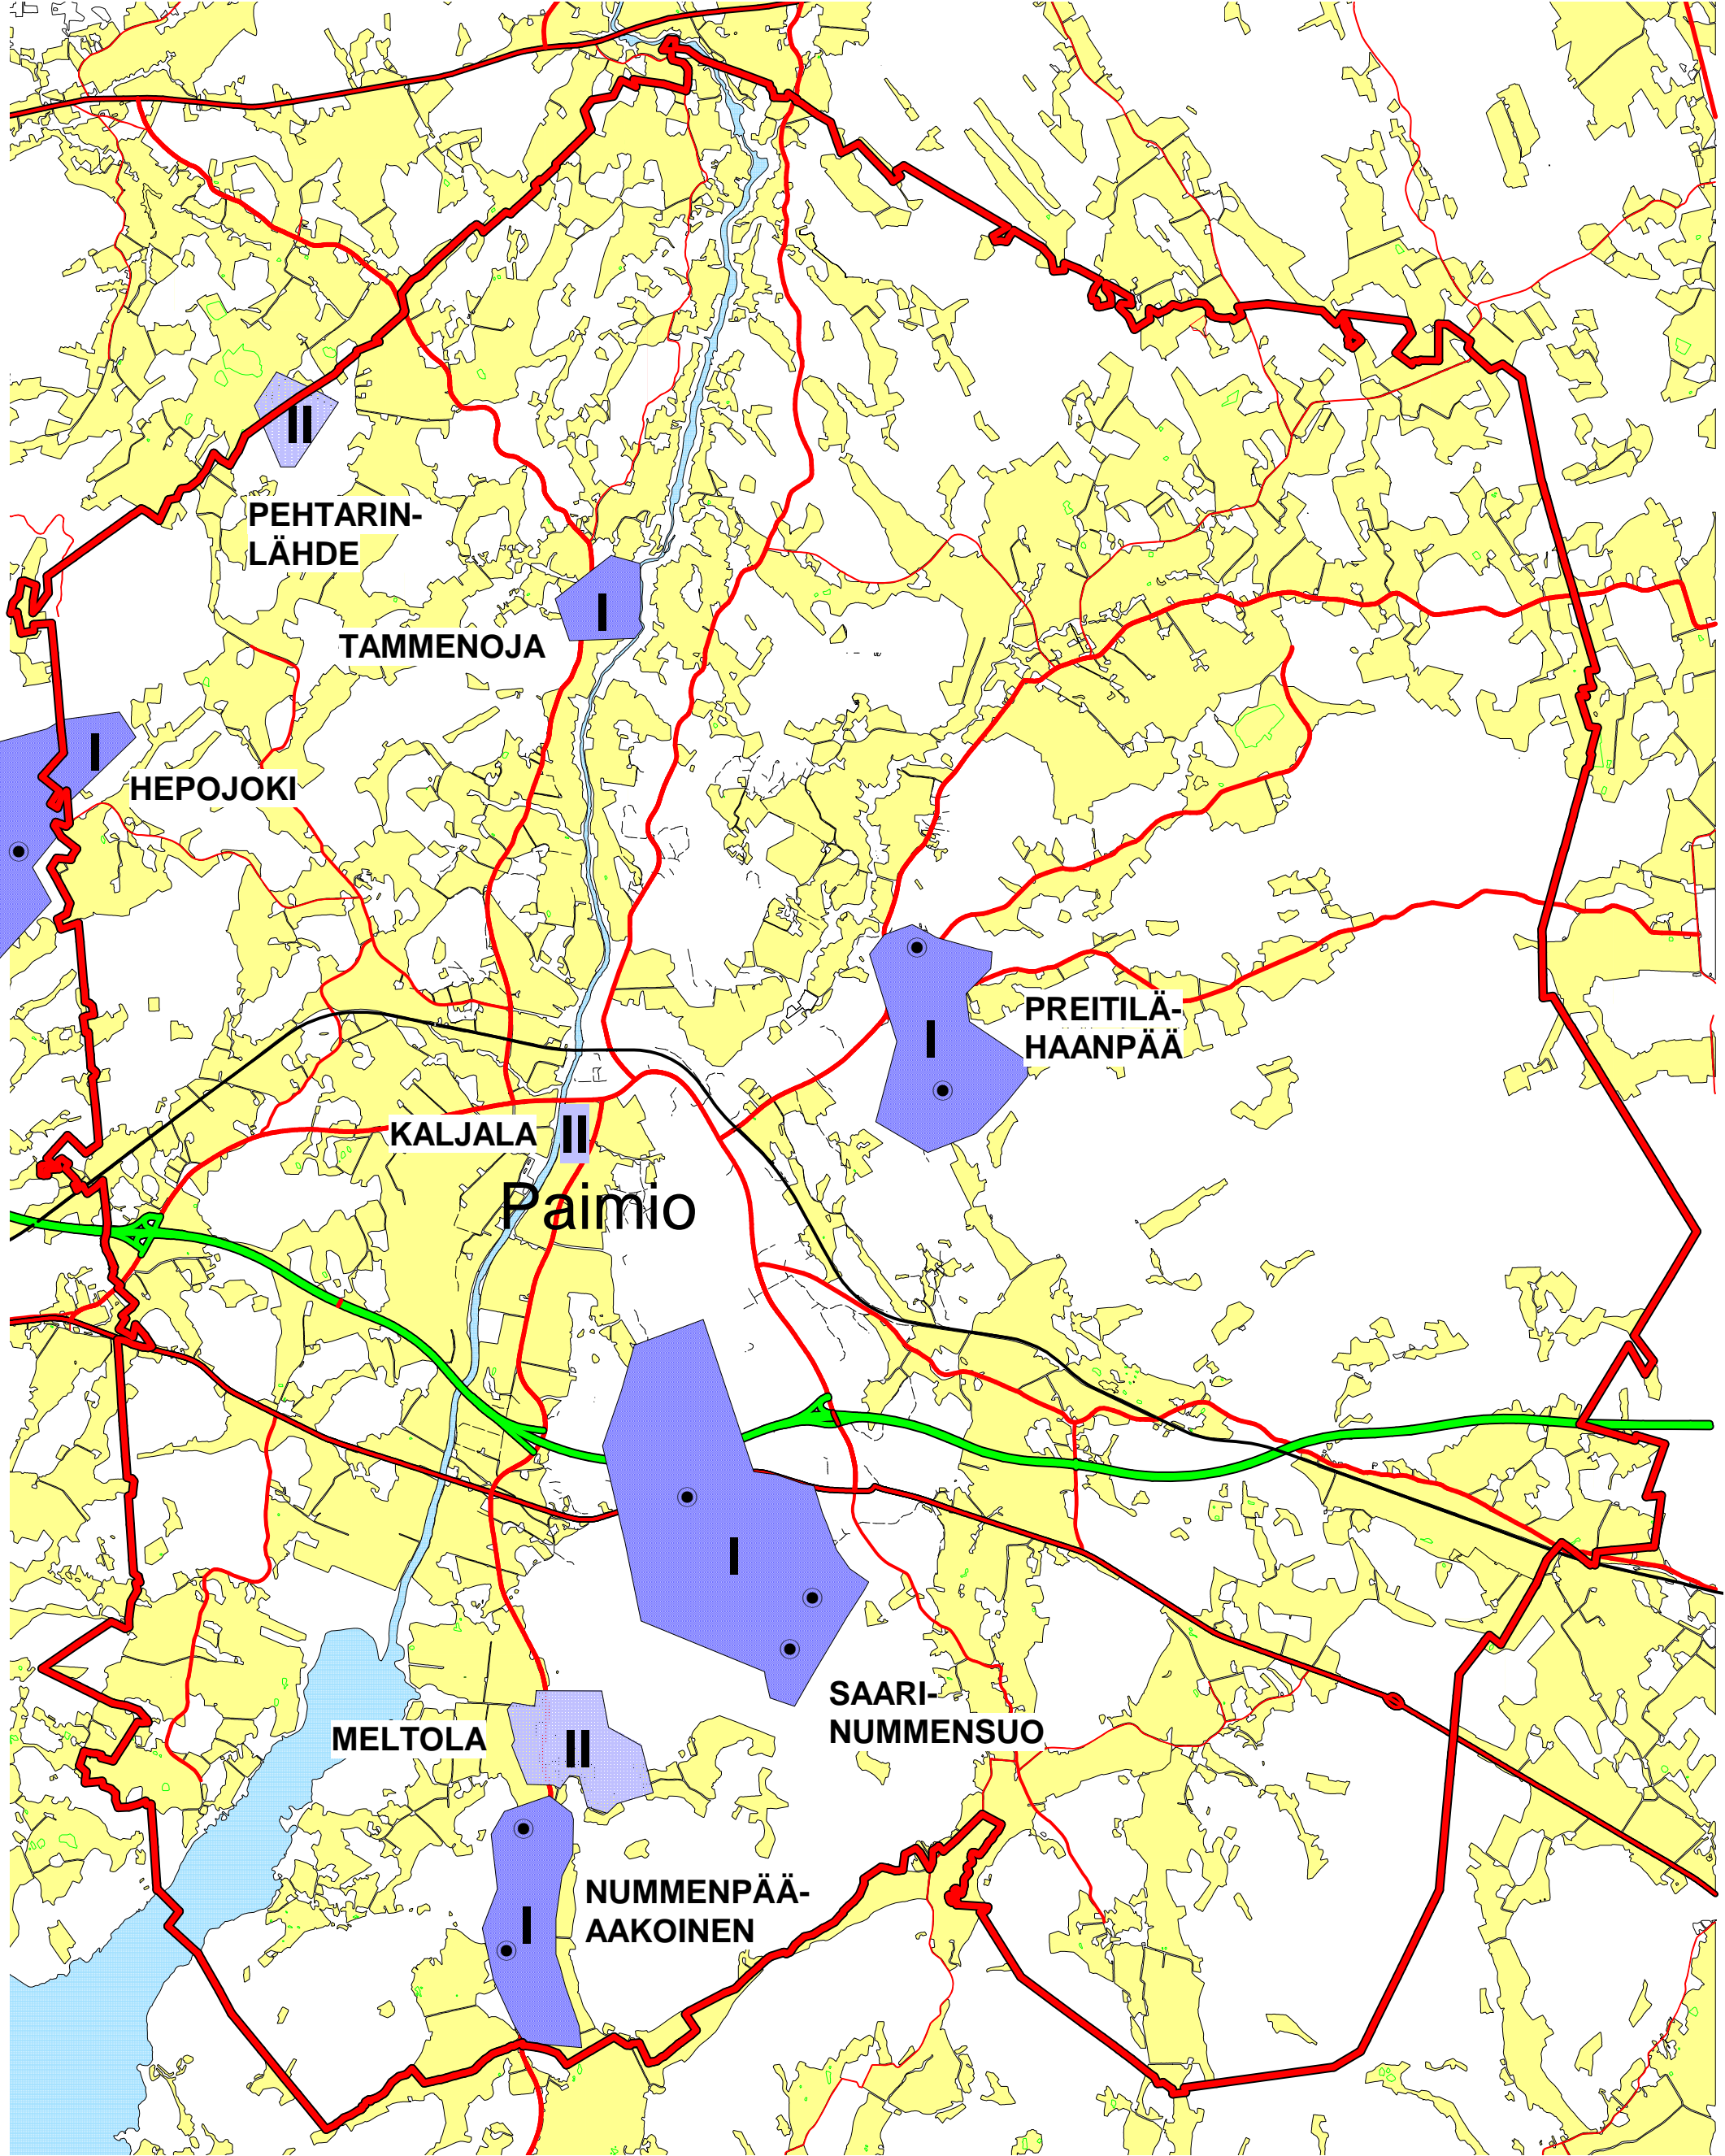 II
PEHTARIN-
LÄHDE
I
TAMMENOJA
I
HEPOJOKI
PREITILÄ-
HAANPÄÄ
I
KALJALA
II
Paimio
I
SAARI-
NUMMENSUO
MELTOLA
II
NUMMENPÄÄ-
AAKOINEN
I